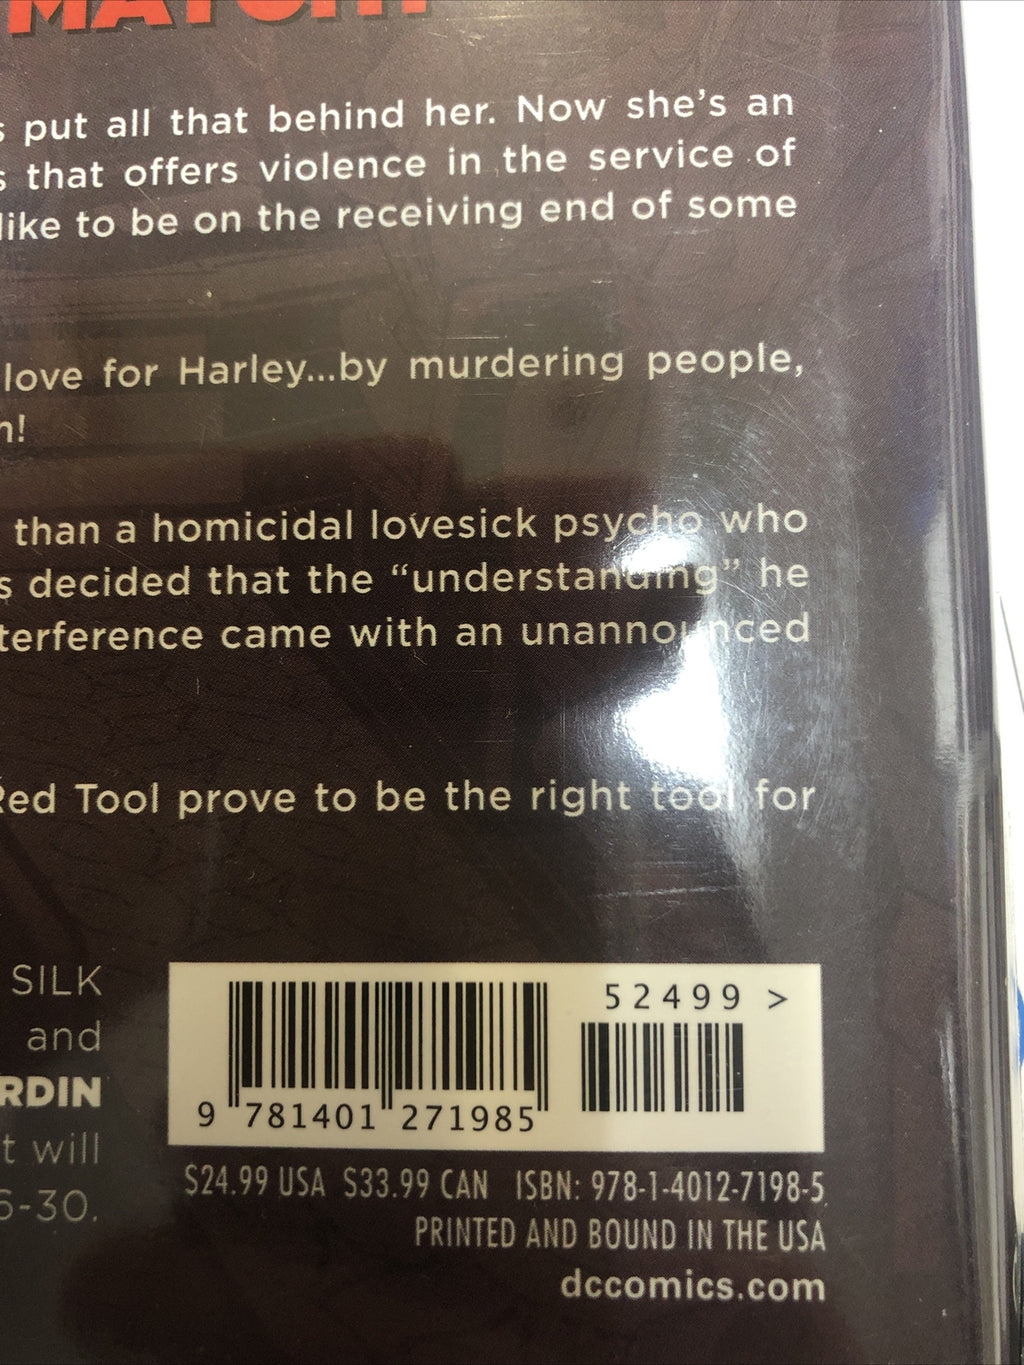 MATCH!
s put all that behind her. Now she's an
s that offers violence in the service of
like to be on the receiving end of some
love for Harley...by murdering people,
h!
than a homicidal lovesick psycho who
s decided that the “understanding” he
terference came with an unannounced
Red Tool prove to be the right tool for
SILK
and
RDIN
t will
6-30.
52499 >
9 781401 271985
$24.99 USA $33.99 CAN ISBN: 978-1-4012-7198-5
PRINTED AND BOUND IN THE USA
dccomics.com